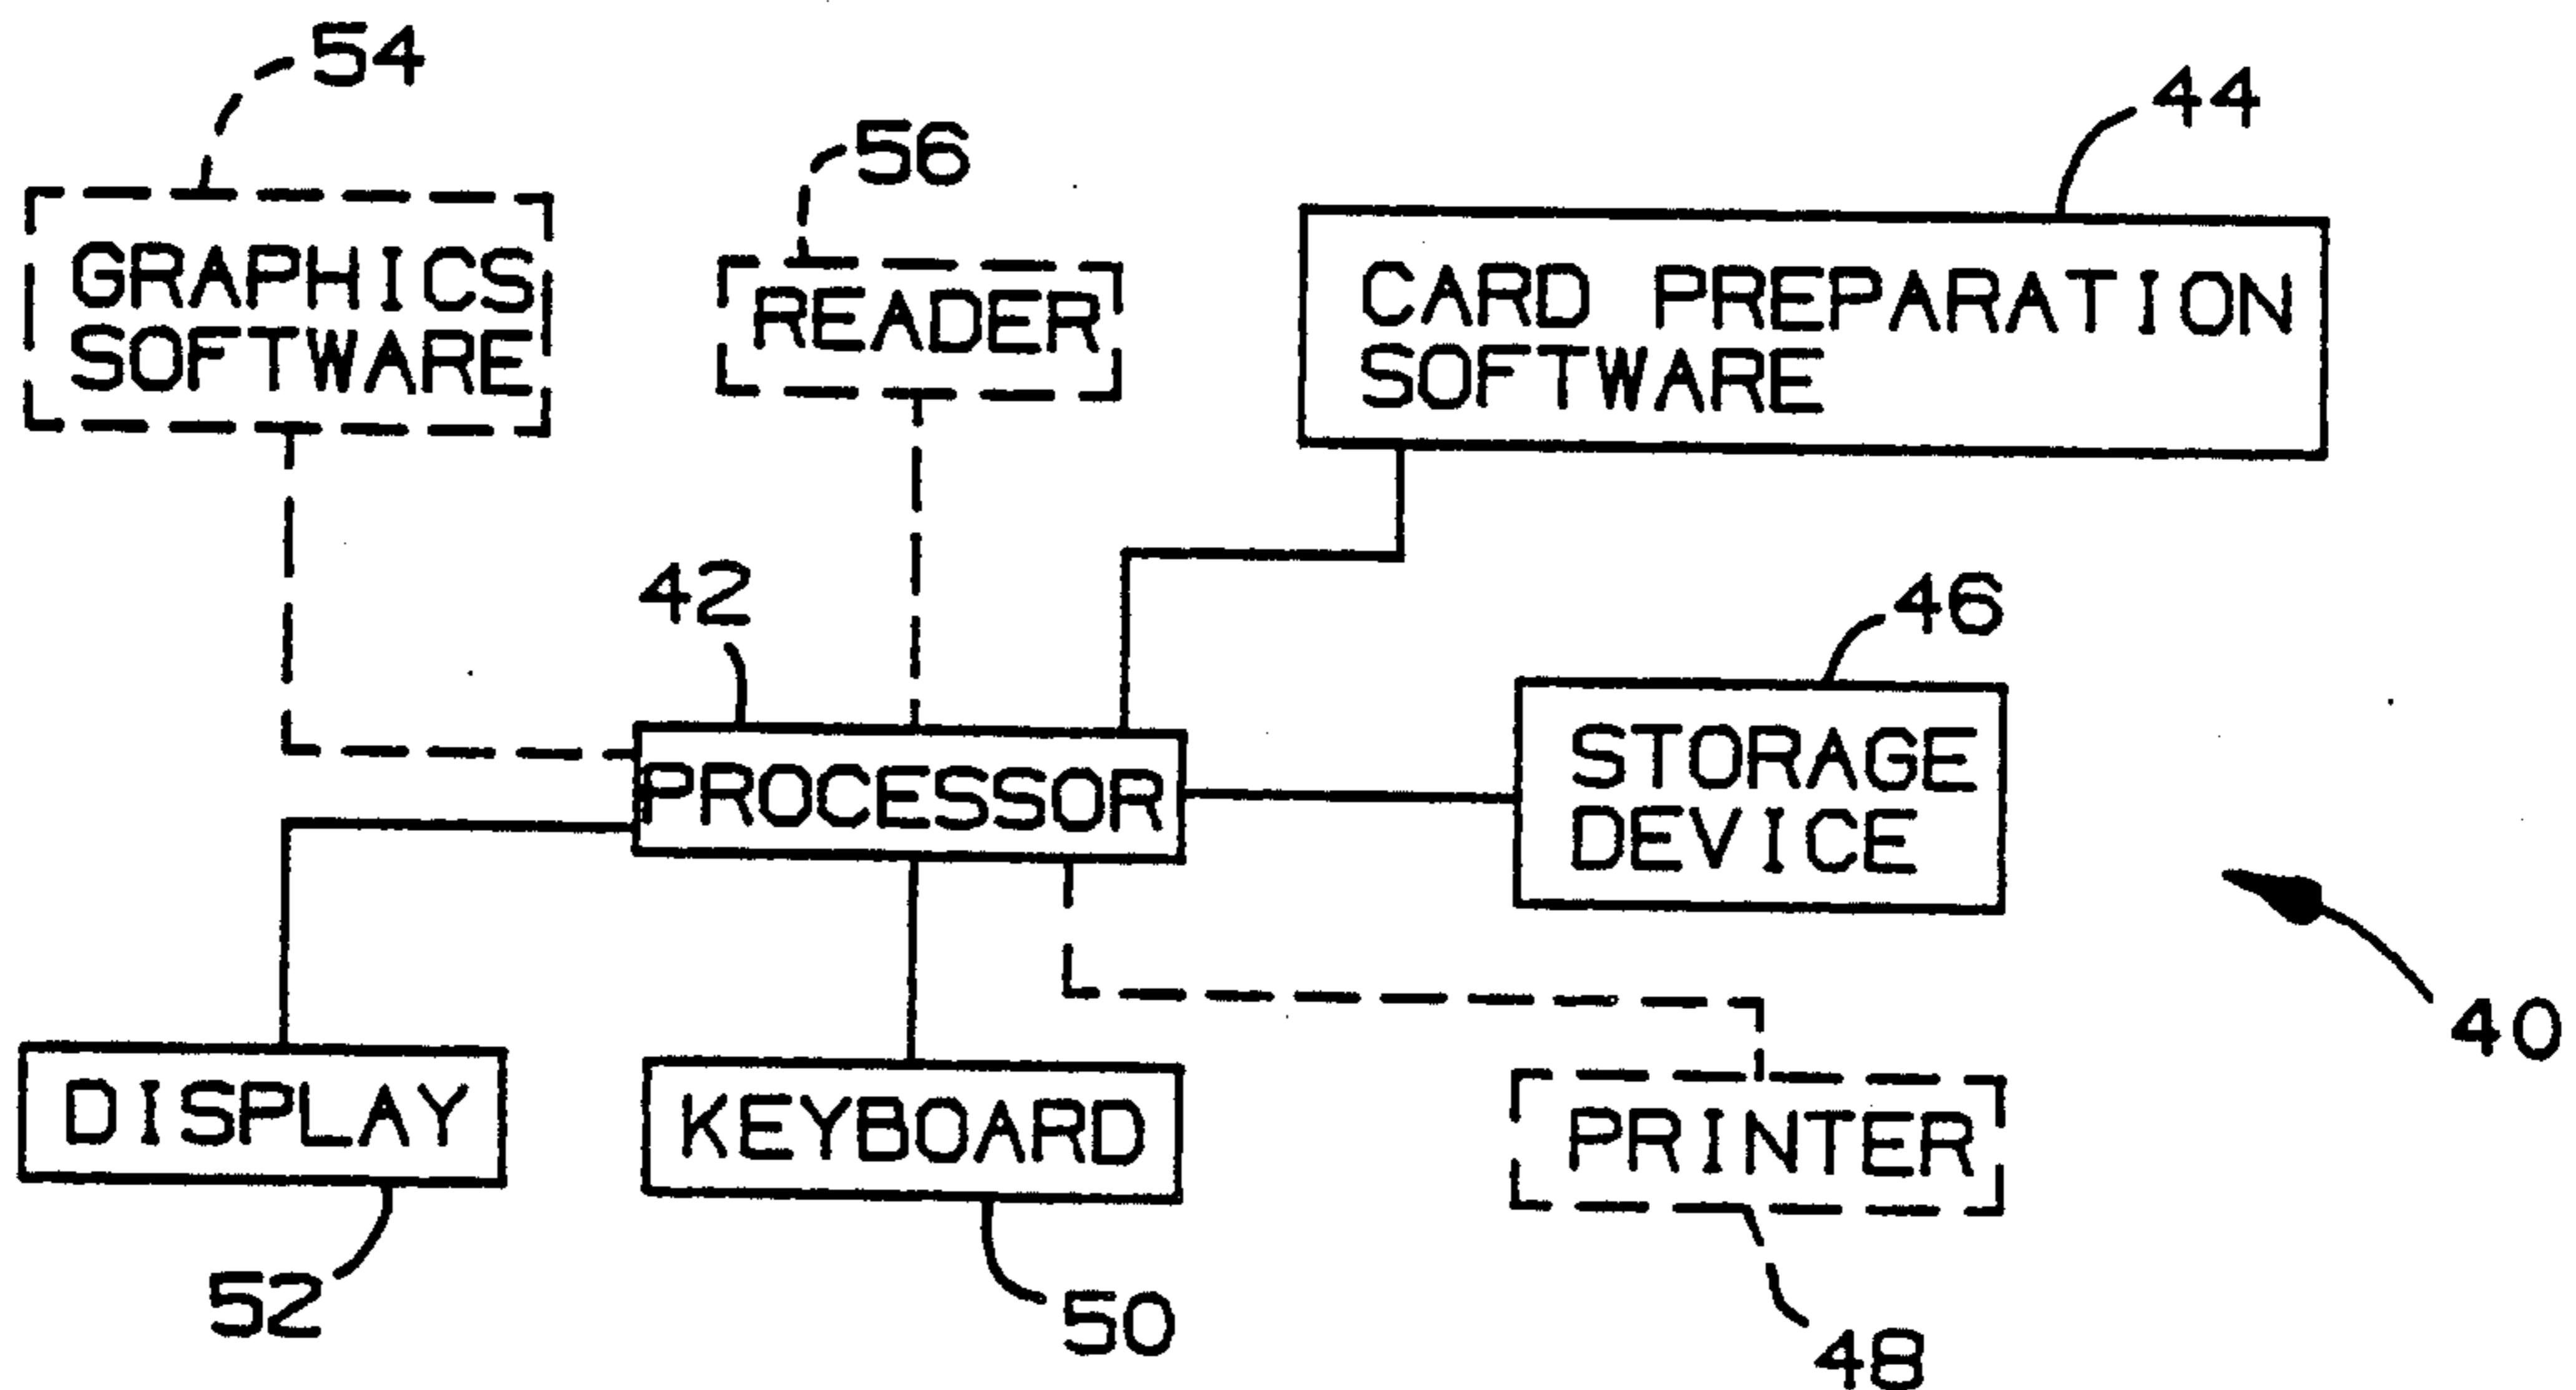 54
56
44
GRAPHICS
SOFTWARE
READER
CARD PREPARATION
SOFTWARE
42
46
PROCESSOR
STORAGE
DEVICE
40
DISPLAY
KEYBOARD
PRINTER
52
50
48